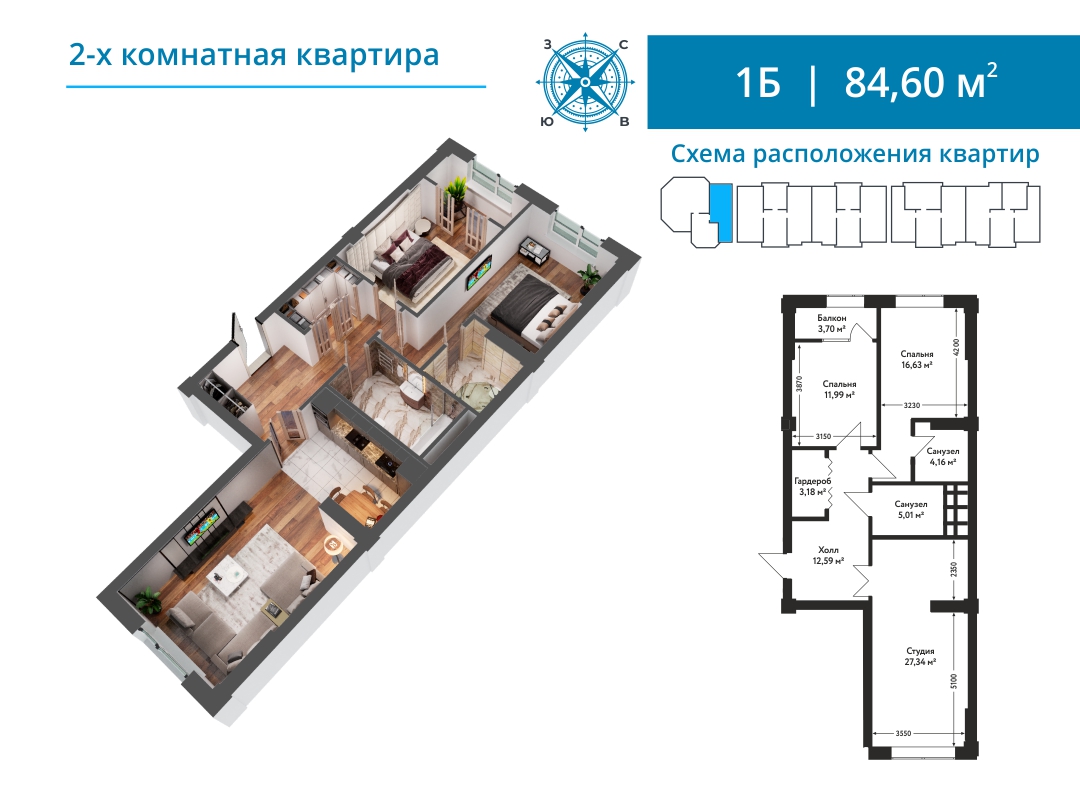 2-х комнатная квартира
З С
Ю В
1Б | 84,60 м²
Схема расположения квартир
Балкон
3,70 м²
Спальня
16,63 м²
4200
3870
Спальня
11,99 м²
3230
3150
Санузел
4,16 м²
Гардероб
3,18 м²
Санузел
5,01 м²
Холл
12,59 м²
2350
Студия
27,34 м²
5100
3550